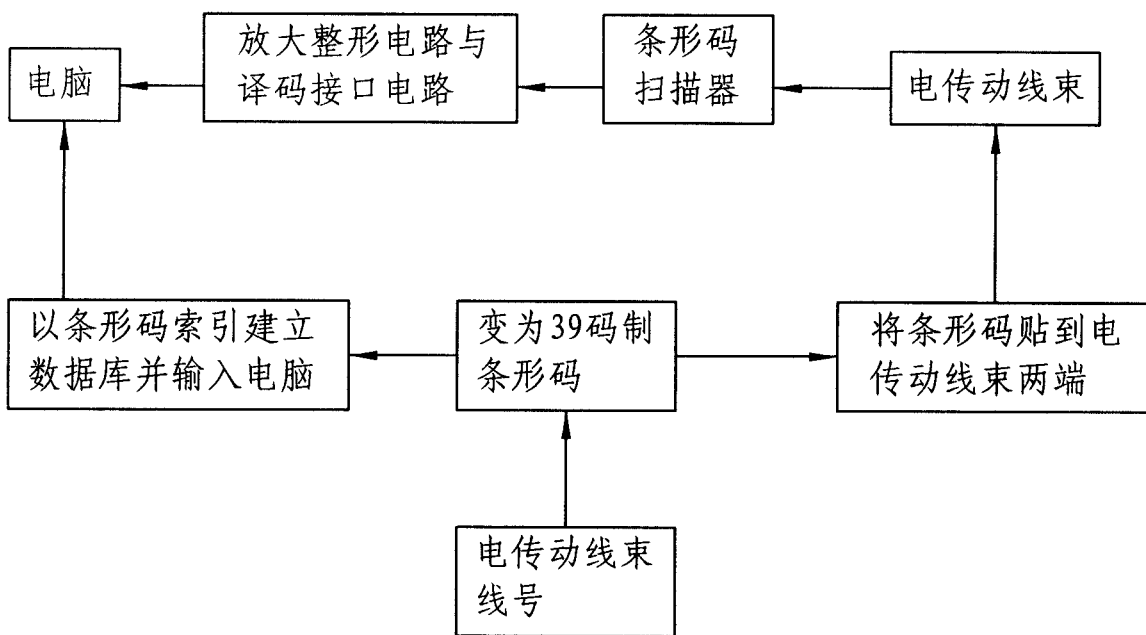 电脑
放大整形电路与
译码接口电路
条形码
扫描器
电传动线束
以条形码索引建立
数据库并输入电脑
变为39码制
条形码
将条形码贴到电
传动线束两端
电传动线束
线号